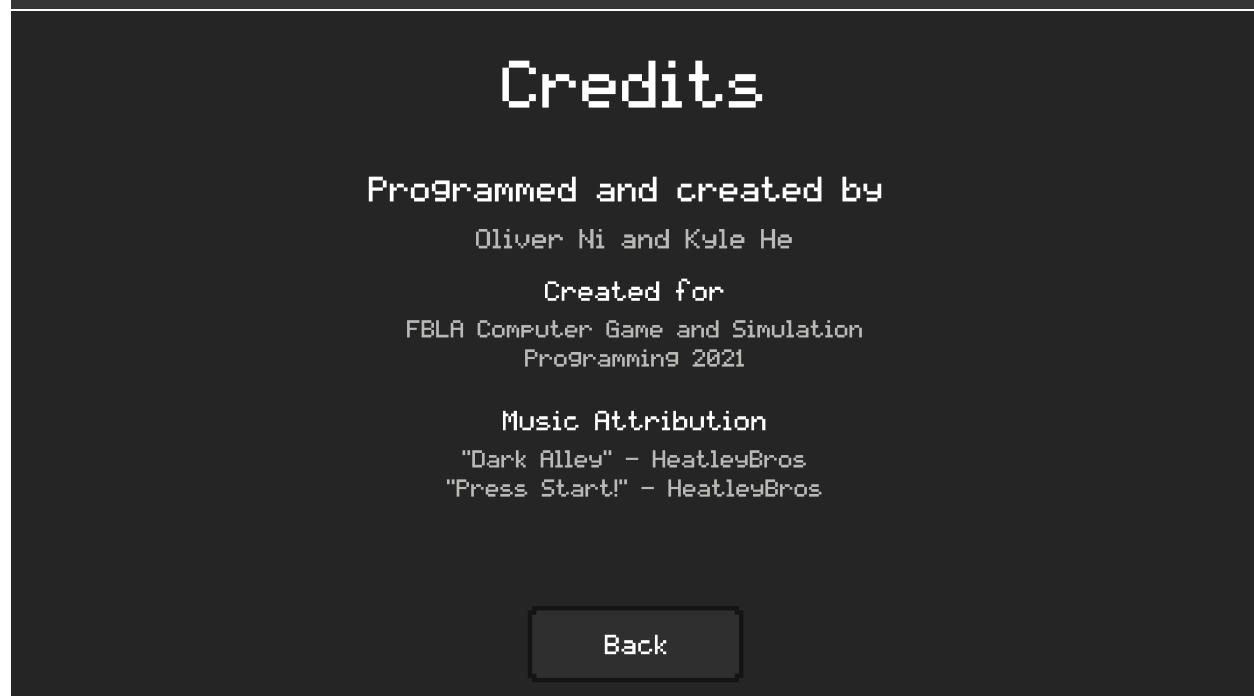 Credits
Programmed and created by
Oliver Ni and Kyle He
Created for
FBLA Computer Game and Simulation
Programming 2021
Music Attribution
"Dark Alley" – HeatleyBros
"Press Start!" – HeatleyBros
Back